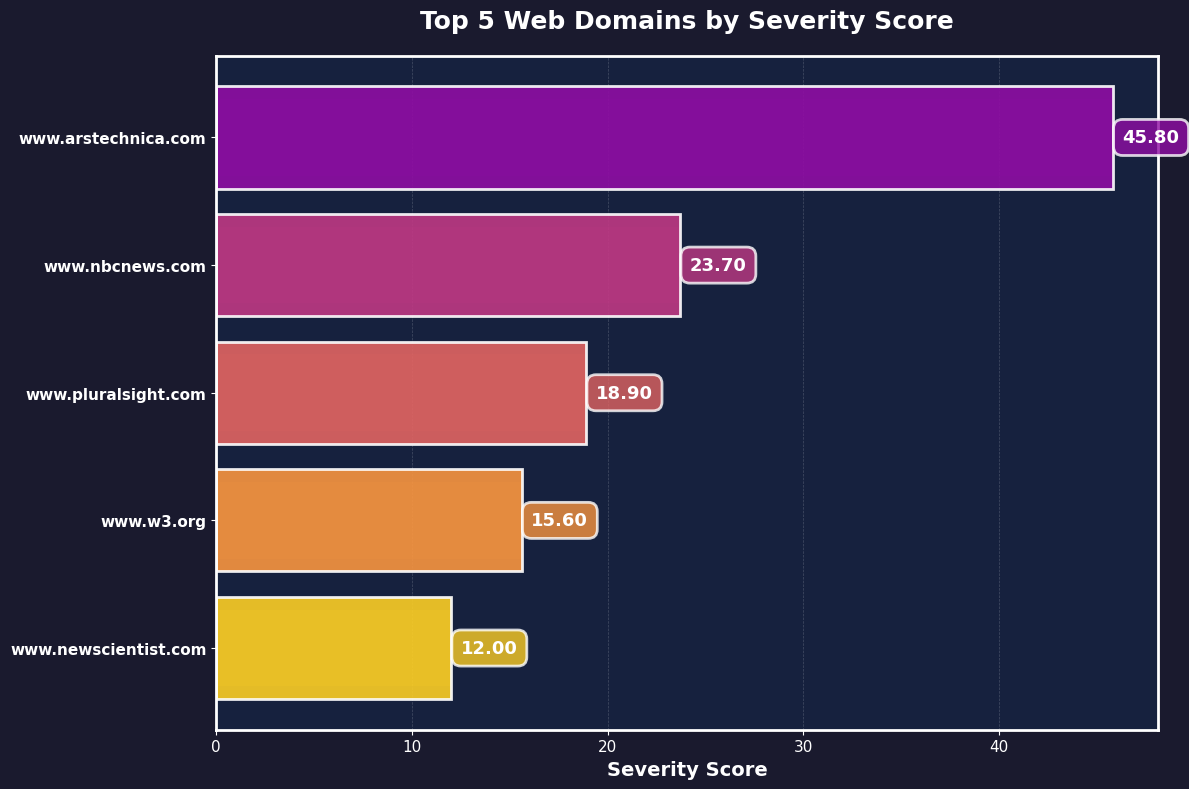 Top 5 Web Domains by Severity Score
www.arstechnica.com
45.80
www.nbcnews.com
23.70
www.pluralsight.com
18.90
www.w3.org
15.60
www.newscientist.com
12.00
0 10 20 30 40
Severity Score